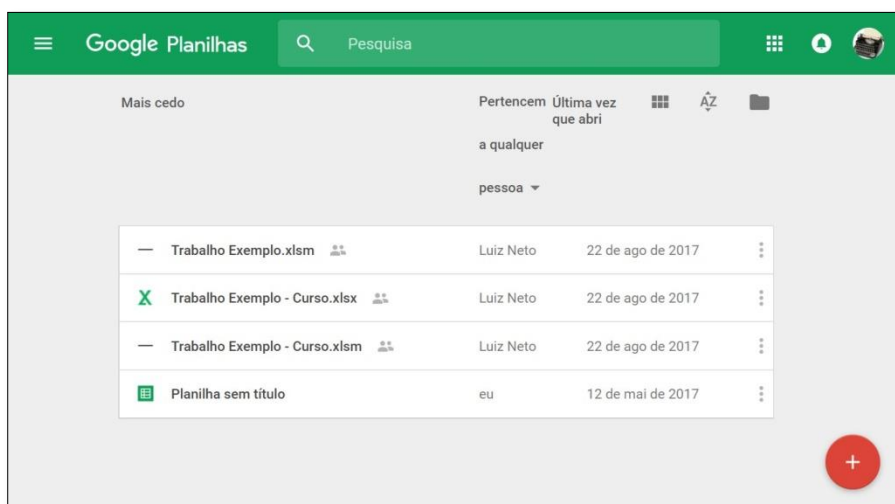 Google Planilhas
Pesquisa
Mais cedo
Pertencem
a qualquer
pessoa
Última vez
que abri
AZ
Trabalho Exemplo.xlsm Luiz Neto 22 de ago de 2017
Trabalho Exemplo - Curso.xlsx Luiz Neto 22 de ago de 2017
Trabalho Exemplo - Curso.xlsm Luiz Neto 22 de ago de 2017
Planilha sem título eu 12 de mai de 2017